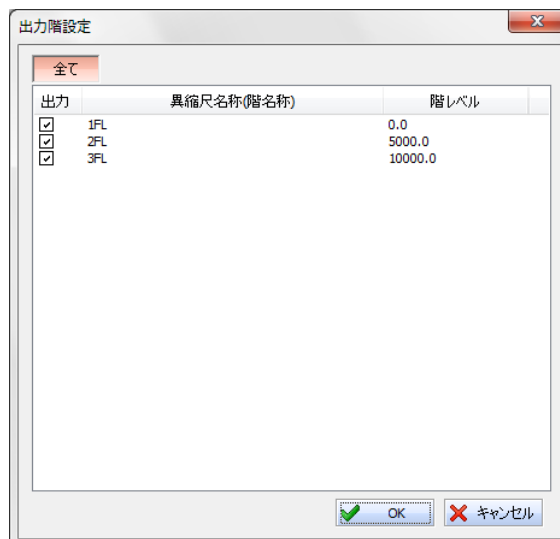 出力階設定
全て
出力 異縮尺名称(階名称) 階レベル
1FL 0.0
2FL 5000.0
3FL 10000.0
OK キャンセル